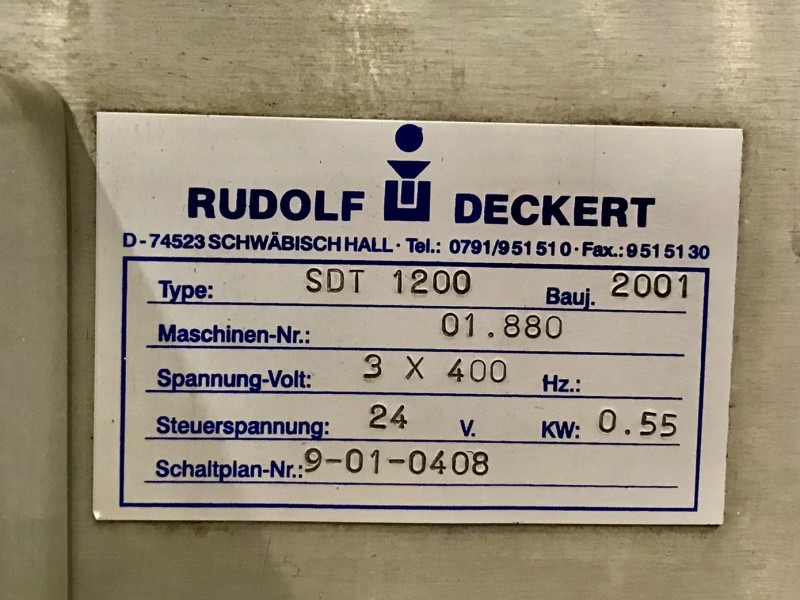 RUDOLF DECKERT
D-74523 SCHWÄBISCH HALL · Tel.: 0791/951510 · Fax.: 9515130
Type: SDT 1200 Bauj. 2001
Maschinen-Nr.: 01.880
Spannung-Volt: 3 X 400 Hz.:
Steuerspannung: 24 V. KW: 0.55
Schaltplan-Nr.: 9-01-0408